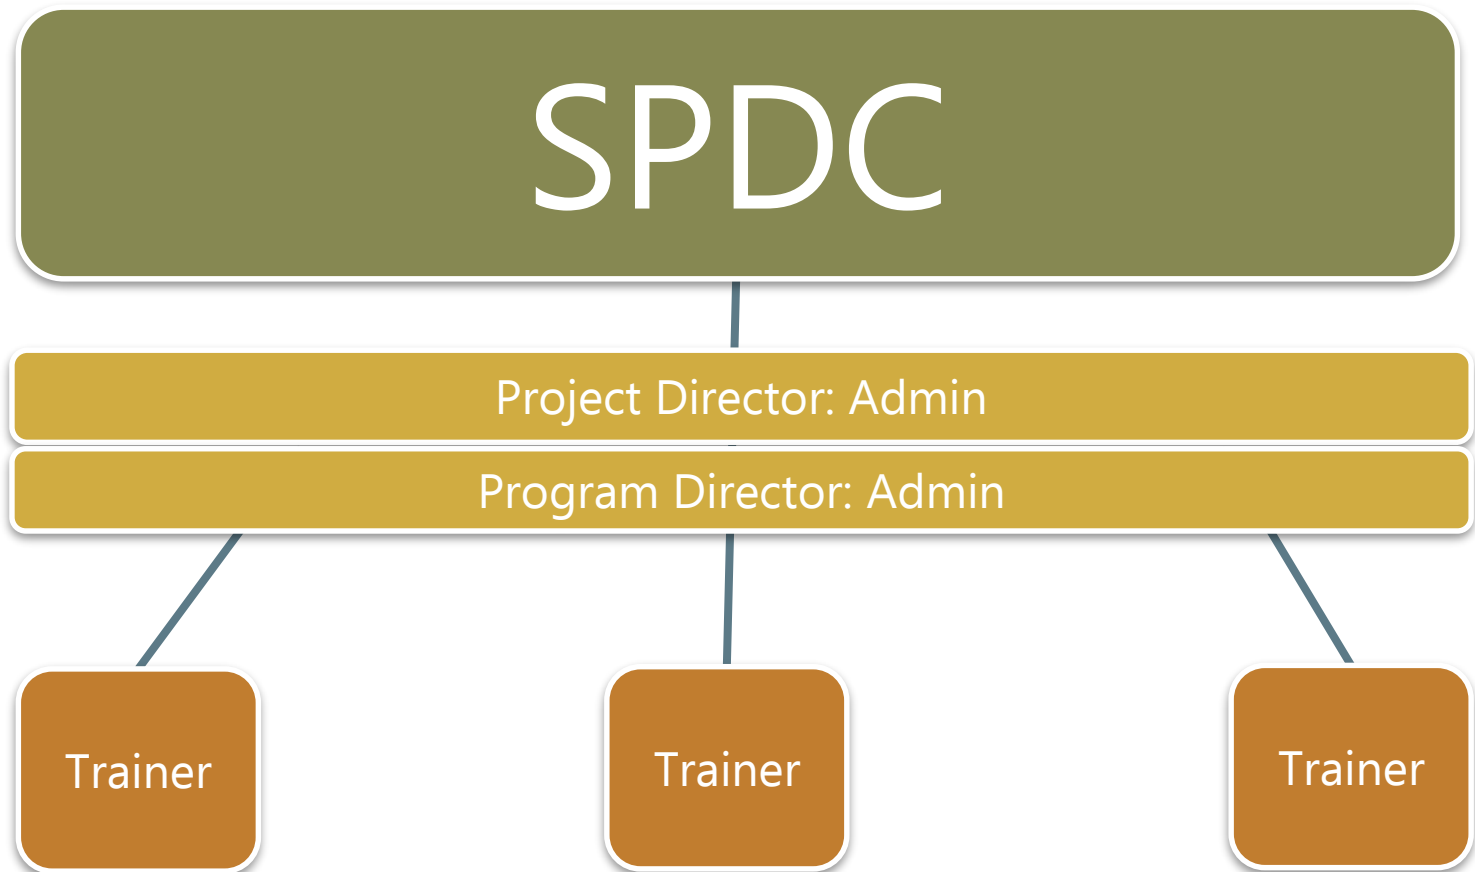 SPDC
Project Director: Admin
Program Director: Admin
Trainer
Trainer
Trainer